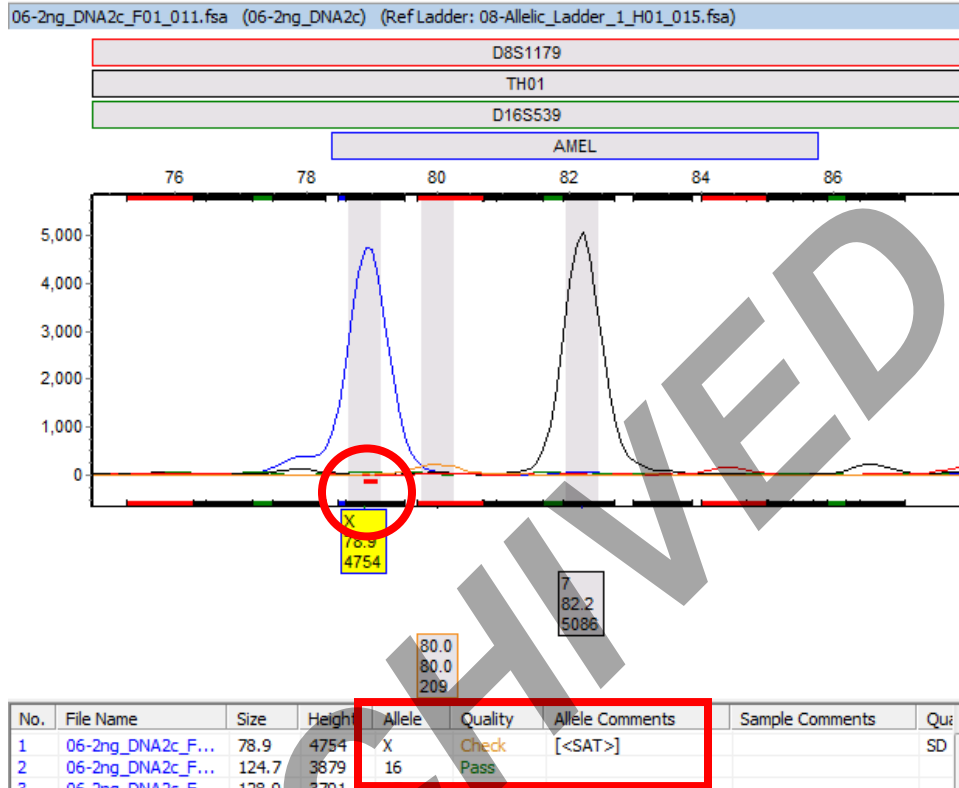 06-2ng_DNA2c_F01_011.fsa (06-2ng_DNA2c) (Ref Ladder: 08-Allelic_Ladder_1_H01_015.fsa)
D8S1179
TH01
D16S539
AMEL
76 78 80 82 84 86
5,000
4,000
3,000
2,000
1,000
0
X
78.9
4754
7
82.2
5086
80.0
80.0
209
ARCHIVED
No. File Name Size Height Allele Quality Allele Comments Sample Comments
1 06-2ng_DNA2c_F... 78.9 4754 X Check [<SAT>] SD
2 06-2ng_DNA2c_F... 124.7 3879 16 Pass